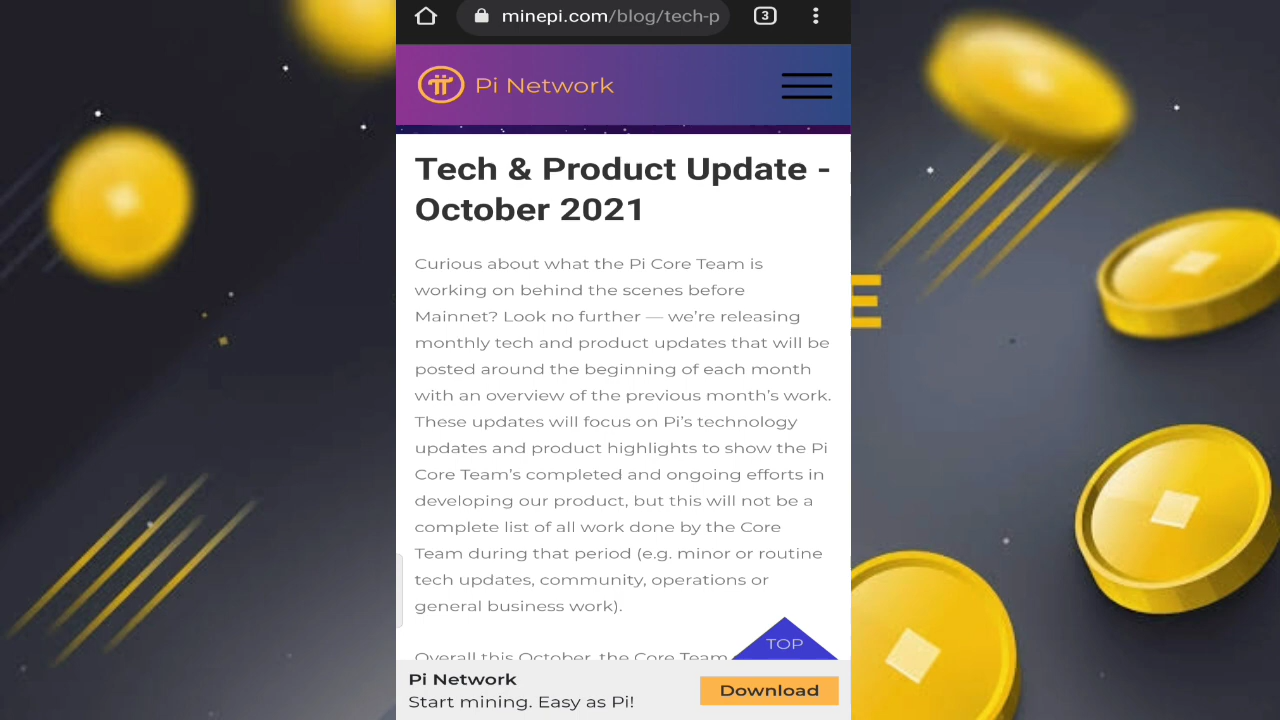 minepi.com/blog/tech-p
3
Pi Network
Tech & Product Update -
October 2021
Curious about what the Pi Core Team is
working on behind the scenes before
Mainnet? Look no further — we’re releasing
monthly tech and product updates that will be
posted around the beginning of each month
with an overview of the previous month’s work.
These updates will focus on Pi’s technology
updates and product highlights to show the Pi
Core Team’s completed and ongoing efforts in
developing our product, but this will not be a
complete list of all work done by the Core
Team during that period (e.g. minor or routine
tech updates, community, operations or
general business work).
Overall this October, the Core Team
TOP
Pi Network
Start mining. Easy as Pi!
Download
E